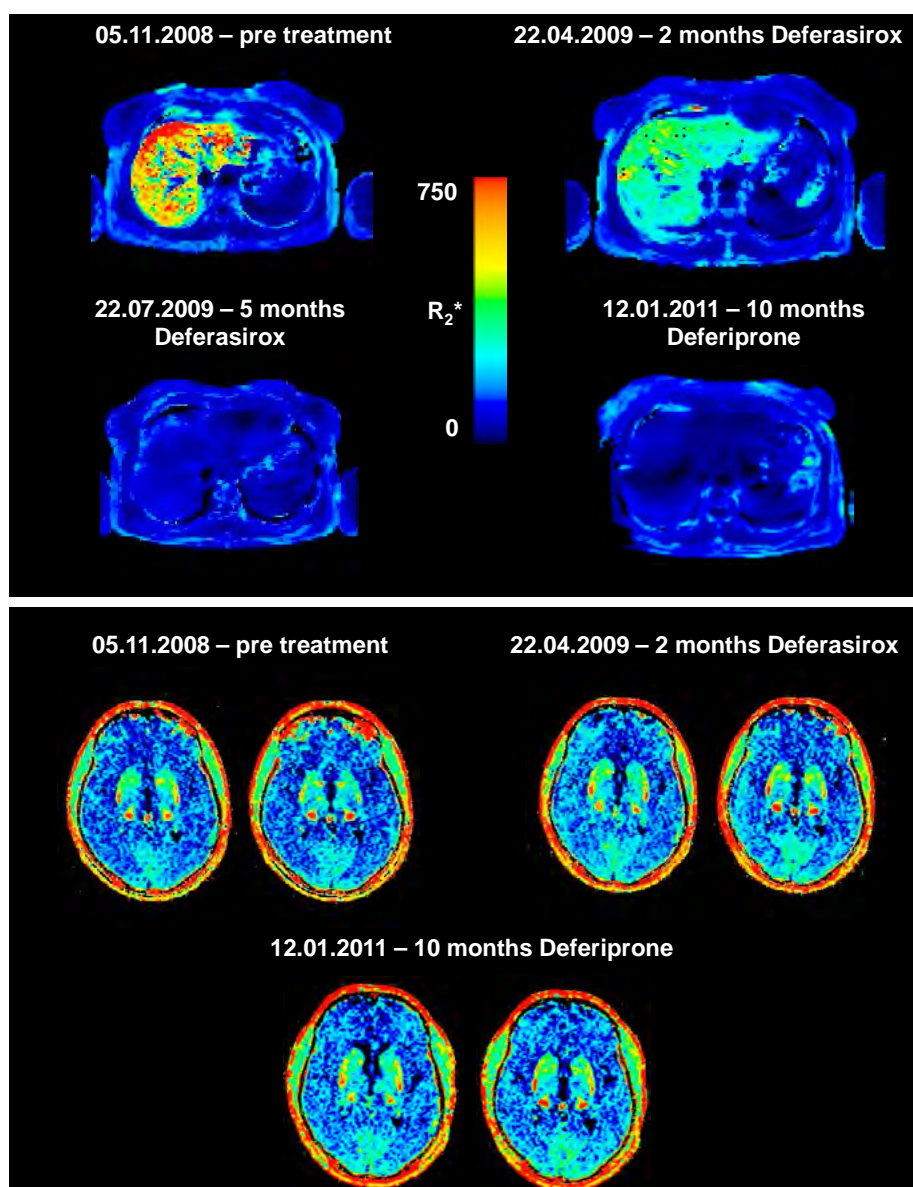 05.11.2008 – pre treatment
22.04.2009 – 2 months Deferasirox
750
R₂*
0
22.07.2009 – 5 months
Deferasirox
12.01.2011 – 10 months
Deferiprone
05.11.2008 – pre treatment
22.04.2009 – 2 months Deferasirox
12.01.2011 – 10 months Deferiprone